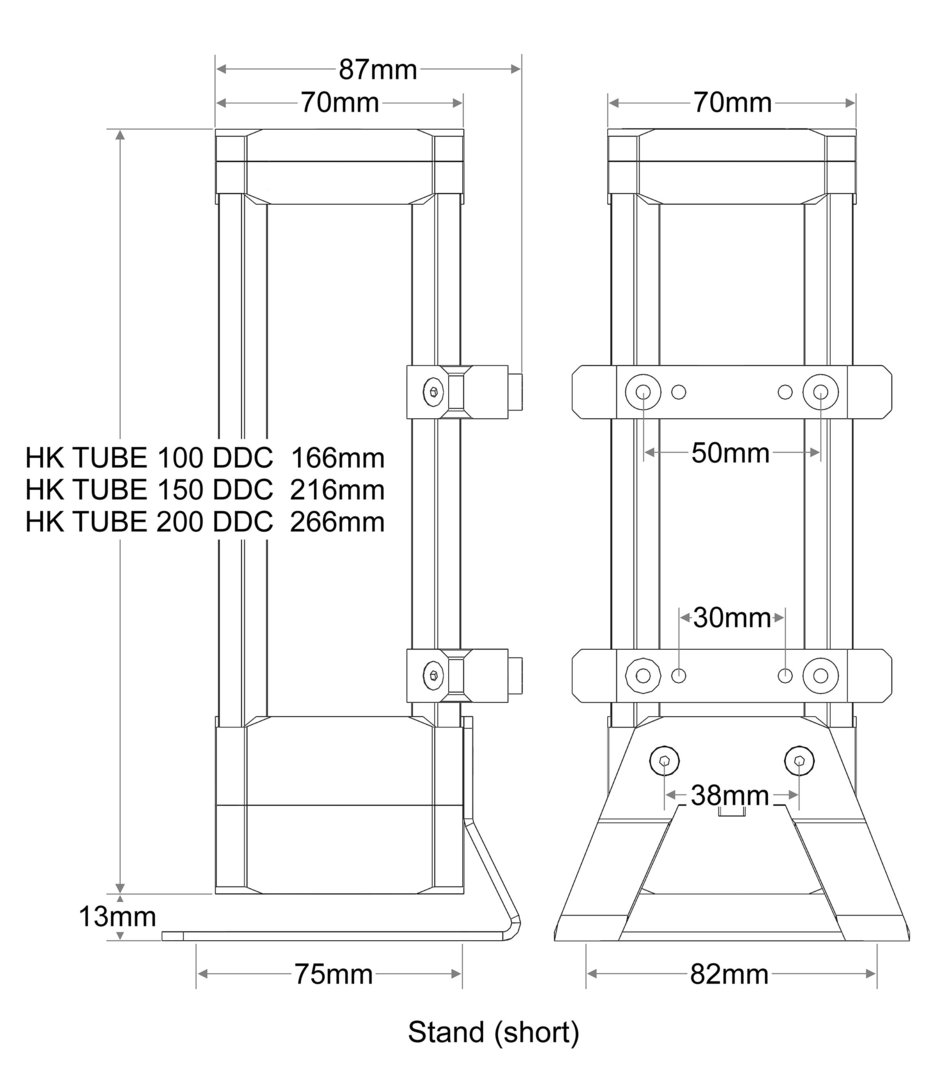 87mm
70mm
70mm
HK TUBE 100 DDC 166mm
HK TUBE 150 DDC 216mm
HK TUBE 200 DDC 266mm
50mm
30mm
38mm
13mm
75mm
82mm
Stand (short)